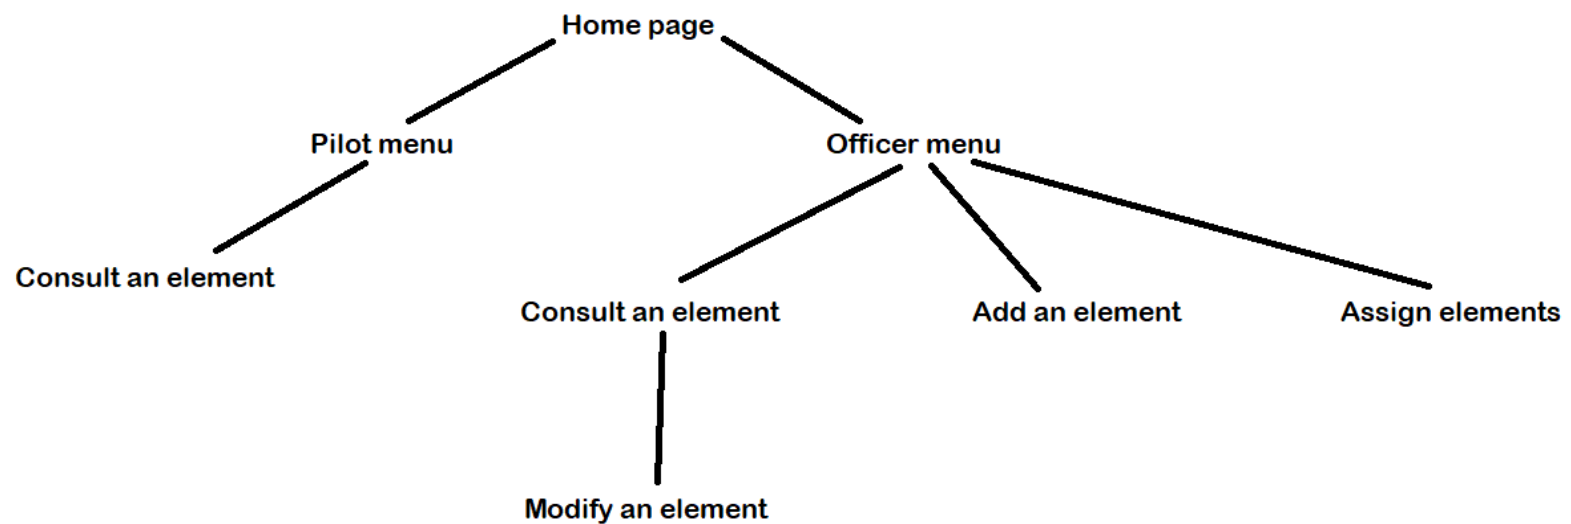 Home page
Pilot menu
Officer menu
Consult an element
Consult an element
Add an element
Assign elements
Modify an element